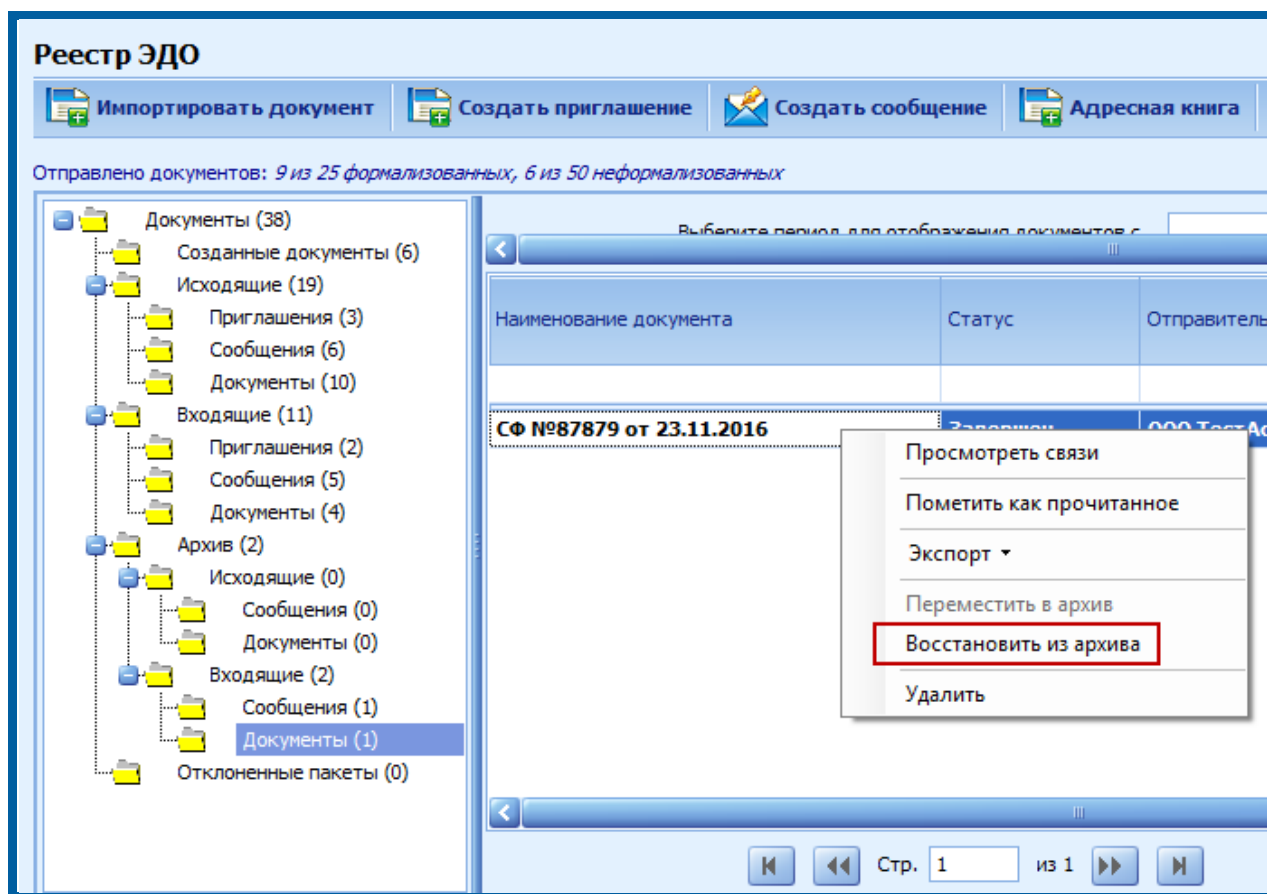 Реестр ЭДО
Импортировать документ Создать приглашение Создать сообщение Адресная книга
Отправлено документов: 9 из 25 формализованных, 6 из 50 неформализованных
Документы (38)
Созданные документы (6)
Исходящие (19)
Приглашения (3)
Сообщения (6)
Документы (10)
Входящие (11)
Приглашения (2)
Сообщения (5)
Документы (4)
Архив (2)
Исходящие (0)
Сообщения (0)
Документы (0)
Входящие (2)
Сообщения (1)
Документы (1)
Отклоненные пакеты (0)
Выберите период для отображения документов с
Наименование документа Статус Отправитель
СФ №87879 от 23.11.2016 Завершен ООО ТестАс
Просмотреть связи
Пометить как прочитанное
Экспорт
Переместить в архив
Восстановить из архива
Удалить
Стр. 1 из 1